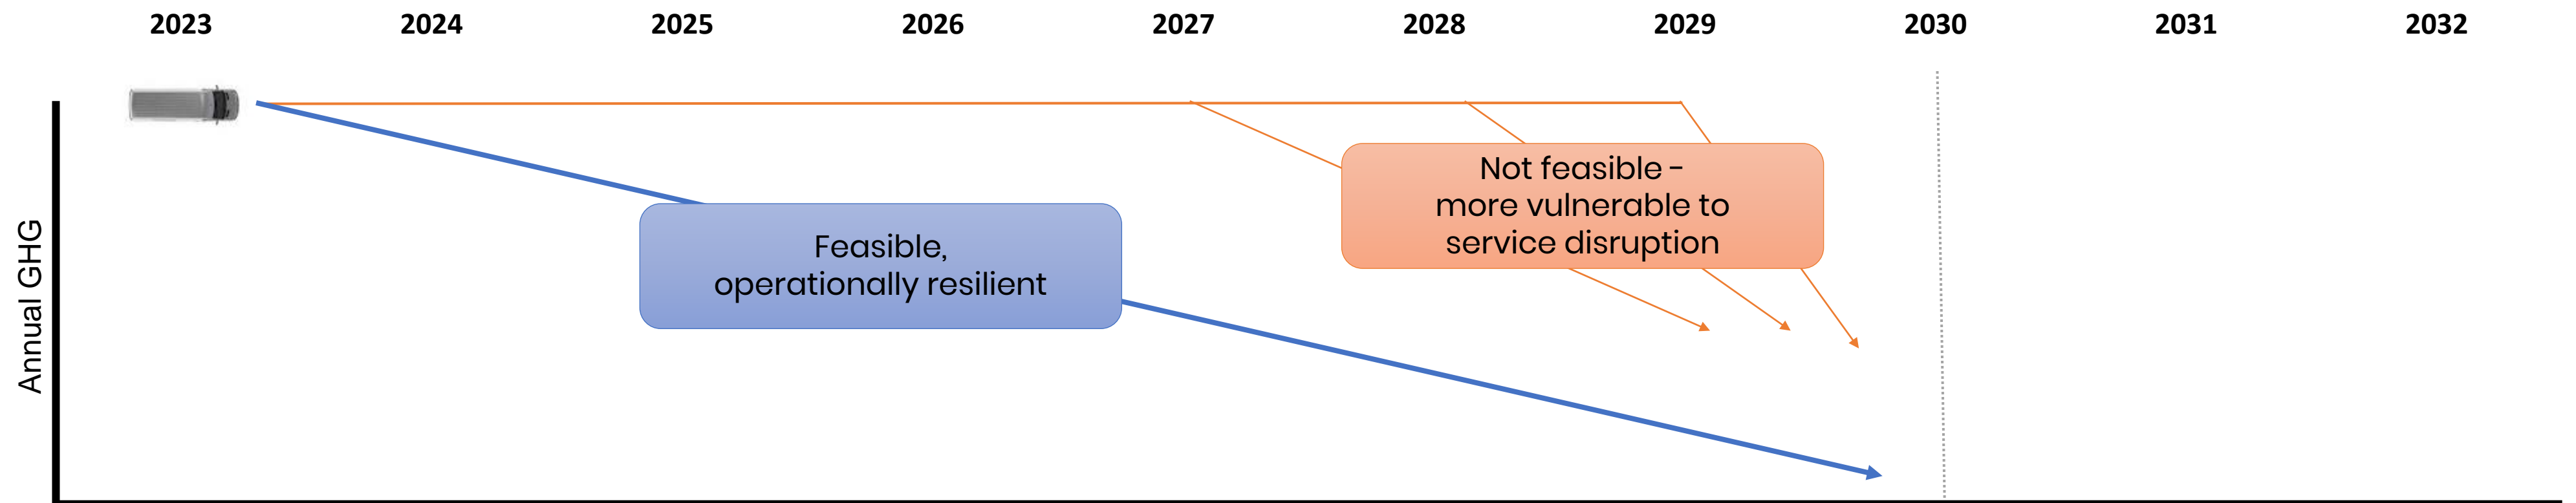 2023 2024 2025 2026 2027 2028 2029 2030 2031 2032
Annual GHG
Feasible,
operationally resilient
Not feasible -
more vulnerable to
service disruption